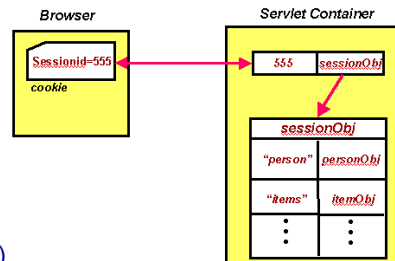 Browser
Servlet Container
Sessionid=555
cookie
555 sessionObj
sessionObj
“person” personObj
“items” itemObj
)